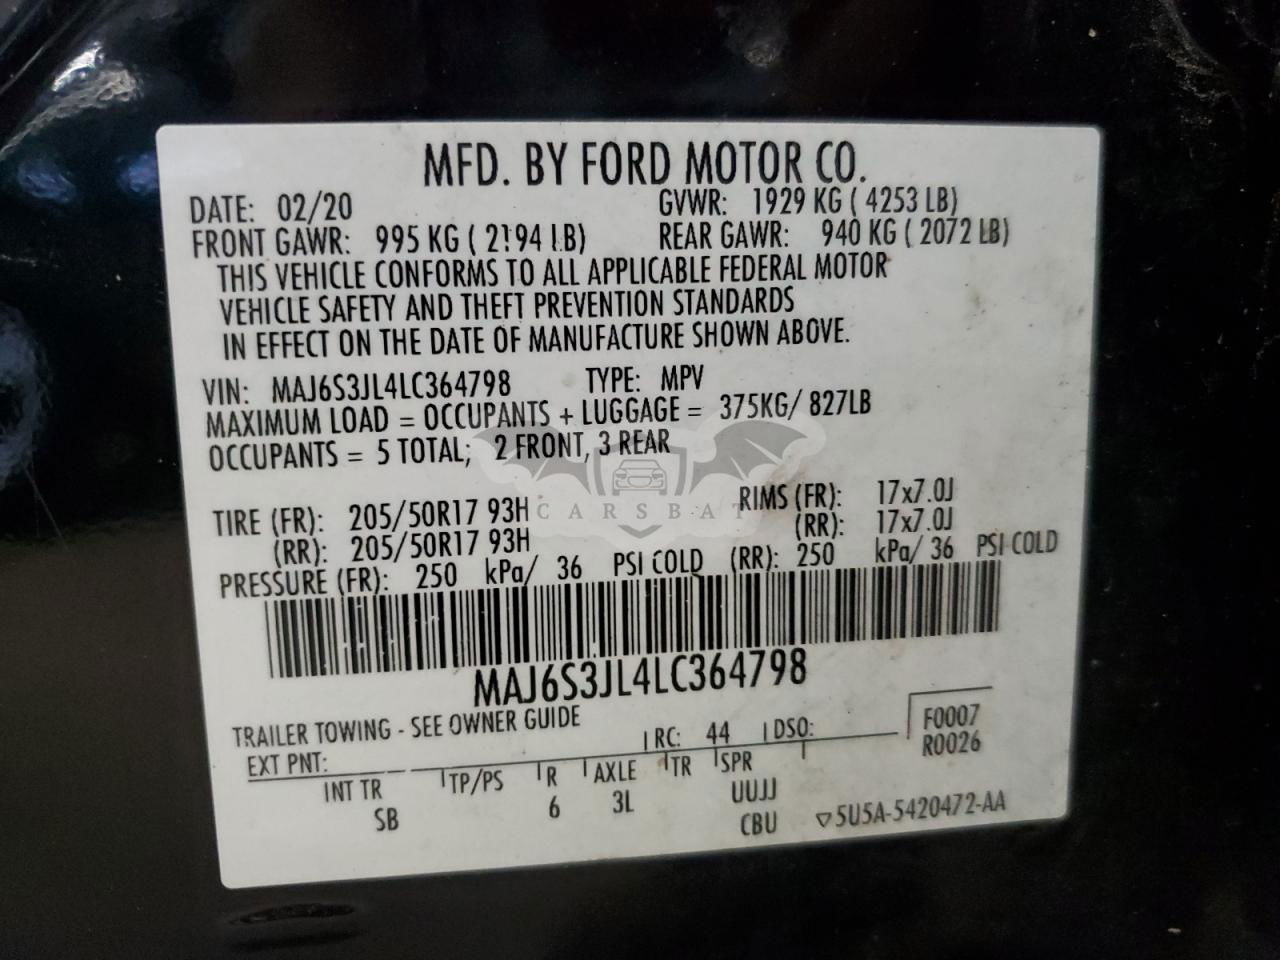 MFD. BY FORD MOTOR CO.
DATE: 02/20 GVWR: 1929 KG ( 4253 LB)
FRONT GAWR: 995 KG ( 2194 LB) REAR GAWR: 940 KG ( 2072 LB)
THIS VEHICLE CONFORMS TO ALL APPLICABLE FEDERAL MOTOR
VEHICLE SAFETY AND THEFT PREVENTION STANDARDS
IN EFFECT ON THE DATE OF MANUFACTURE SHOWN ABOVE.
VIN: MAJ6S3JL4LC364798 TYPE: MPV
MAXIMUM LOAD = OCCUPANTS + LUGGAGE = 375KG/ 827LB
OCCUPANTS = 5 TOTAL; 2 FRONT, 3 REAR
CARSBAT
TIRE (FR): 205/50R17 93H RIMS (FR): 17x7.0J
(RR): 205/50R17 93H (RR): 17x7.0J
PRESSURE (FR): 250 kPa/ 36 PSI COLD (RR): 250 kPa/ 36 PSI COLD
MAJ6S3JL4LC364798
TRAILER TOWING - SEE OWNER GUIDE
EXT PNT: RC: 44 DSO: F0007
R0026
INT TR TP/PS R AXLE TR SPR
SB 6 3L UUJJ
CBU ▽5U5A-5420472-AA